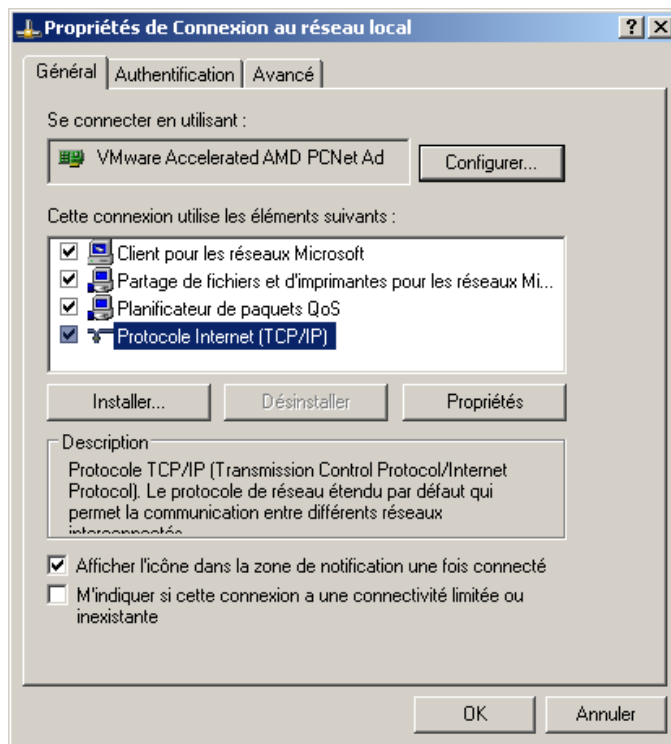 Propriétés de Connexion au réseau local
Général Authentification Avancé
Se connecter en utilisant :
VMware Accelerated AMD PCNet Ad
Configurer...
Cette connexion utilise les éléments suivants :
Client pour les réseaux Microsoft
Partage de fichiers et d'imprimantes pour les réseaux Mi...
Planificateur de paquets QoS
Protocole Internet (TCP/IP)
Installer... Désinstaller Propriétés
Description
Protocole TCP/IP (Transmission Control Protocol/Internet
Protocol). Le protocole de réseau étendu par défaut qui
permet la communication entre différents réseaux
interconnectés.
Afficher l'icône dans la zone de notification une fois connecté
M'indiquer si cette connexion a une connectivité limitée ou
inexistante
OK Annuler